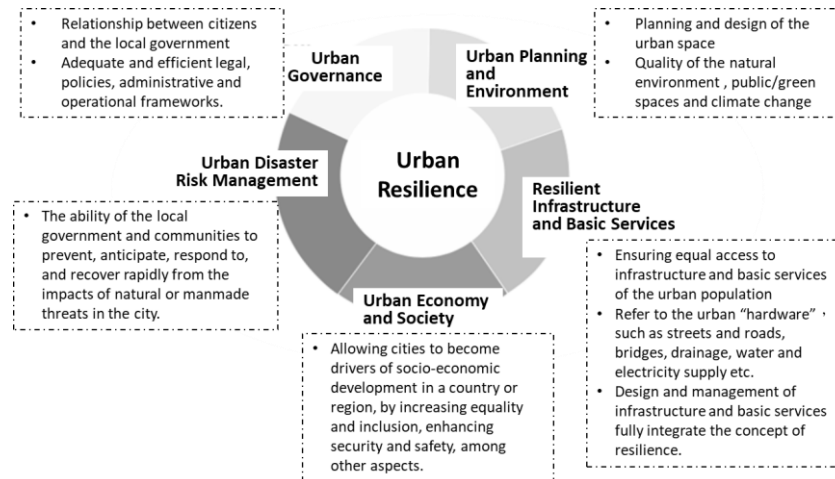 • Relationship between citizens
and the local government
• Adequate and efficient legal,
policies, administrative and
operational frameworks.
Urban
Governance
Urban Planning
and
Environment
• Planning and design of the
urban space
• Quality of the natural
environment , public/green
spaces and climate change
Urban
Resilience
Urban Disaster
Risk Management
• The ability of the local
government and communities to
prevent, anticipate, respond to,
and recover rapidly from the
impacts of natural or manmade
threats in the city.
Resilient
Infrastructure
and Basic Services
• Ensuring equal access to
infrastructure and basic services
of the urban population
• Refer to the urban “hardware” ,
such as streets and roads,
bridges, drainage, water and
electricity supply etc.
• Design and management of
infrastructure and basic services
fully integrate the concept of
resilience.
Urban Economy
and Society
• Allowing cities to become
drivers of socio-economic
development in a country or
region, by increasing equality
and inclusion, enhancing
security and safety, among
other aspects.